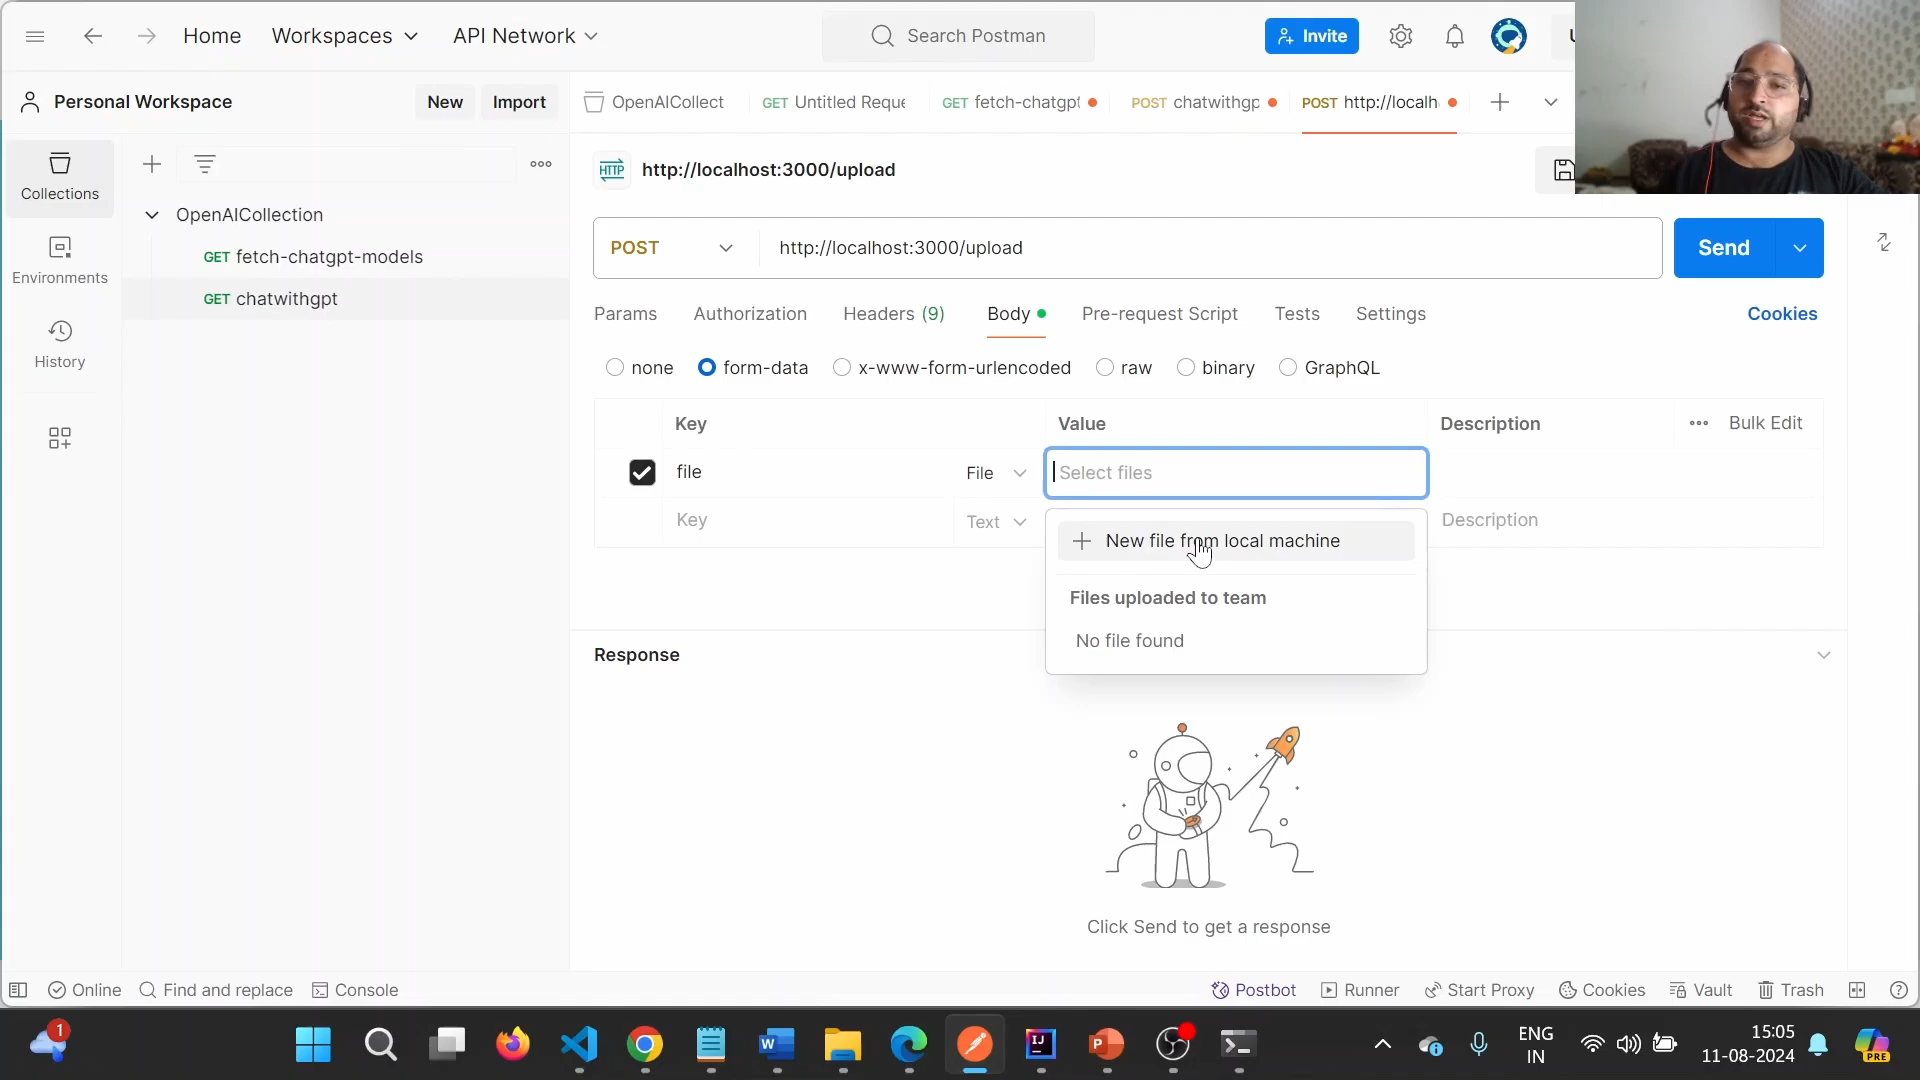 Home
Workspaces
API Network
Search Postman
Invite
Personal Workspace
New
Import
OpenAICollect
GET Untitled Reque
GET fetch-chatgpt
POST chatwithgp
POST http://localh
Collections
Environments
History
OpenAICollection
GET fetch-chatgpt-models
GET chatwithgpt
HTTP http://localhost:3000/upload
POST
http://localhost:3000/upload
Send
Params
Authorization
Headers (9)
Body
Pre-request Script
Tests
Settings
Cookies
none
form-data
x-www-form-urlencoded
raw
binary
GraphQL
Key
Value
Description
Bulk Edit
file
File
Select files
Key
Text
Description
New file from local machine
Files uploaded to team
No file found
Response
Click Send to get a response
Online
Find and replace
Console
Postbot
Runner
Start Proxy
Cookies
Vault
Trash
1
W
IJ
P
ENG
IN
15:05
11-08-2024
PRE